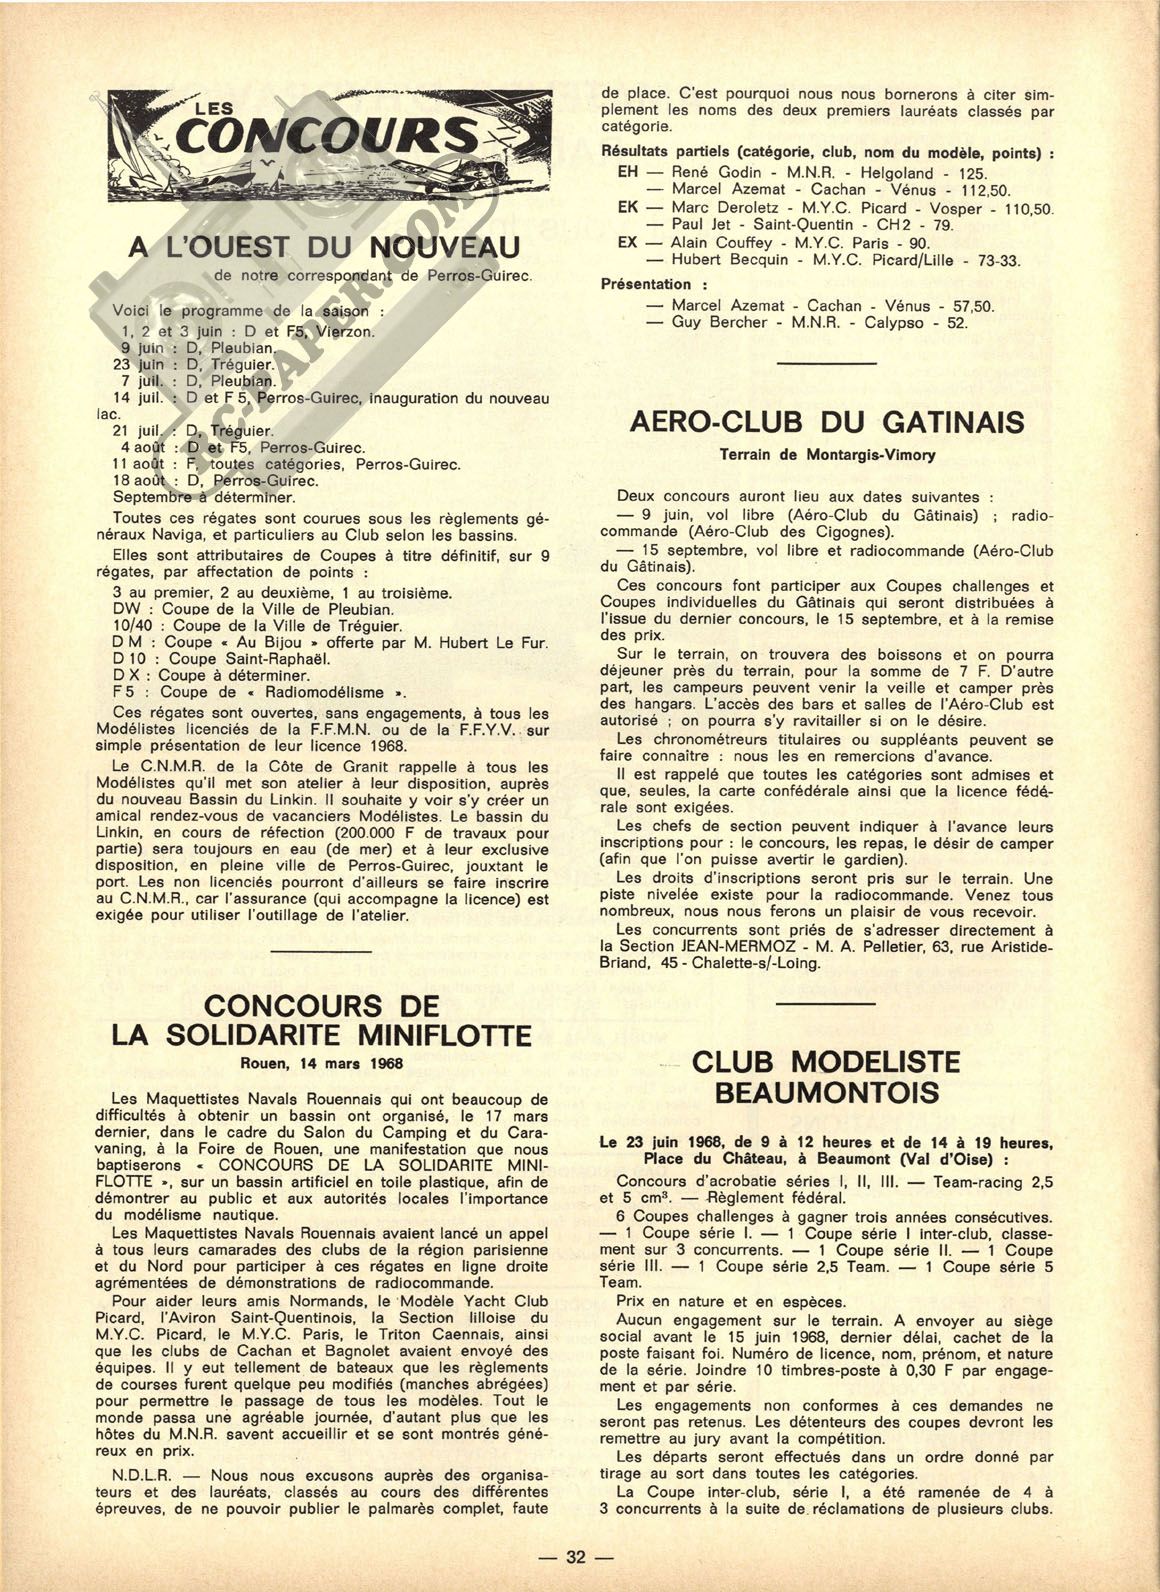 LES
CONCOURS
A L'OUEST DU NOUVEAU
de notre correspondant de Perros-Guirec.
Voici le programme de la saison :
1, 2 et 3 juin : D et F5, Vierzon.
9 juin : D, Pleubian.
23 juin : D, Tréguier.
7 juil. : D, Pleubian.
14 juil. : D et F 5, Perros-Guirec, inauguration du nouveau
lac.
21 juil. : D, Tréguier.
4 août : D et F5, Perros-Guirec.
11 août : F, toutes catégories, Perros-Guirec.
18 août : D, Perros-Guirec.
Septembre à déterminer.
Toutes ces régates sont courues sous les règlements gé-
néraux Naviga, et particuliers au Club selon les bassins.
Elles sont attributaires de Coupes à titre définitif, sur 9
régates, par affectation de points :
3 au premier, 2 au deuxième, 1 au troisième.
DW : Coupe de la Ville de Pleubian.
10/40 : Coupe de la Ville de Tréguier.
D M : Coupe « Au Bijou » offerte par M. Hubert Le Fur.
D 10 : Coupe Saint-Raphaël.
D X : Coupe à déterminer.
F 5 : Coupe de « Radiomodélisme ».
Ces régates sont ouvertes, sans engagements, à tous les
Modélistes licenciés de la F.F.M.N. ou de la F.F.Y.V. sur
simple présentation de leur licence 1968.
Le C.N.M.R. de la Côte de Granit rappelle à tous les
Modélistes qu'il met son atelier à leur disposition, auprès
du nouveau Bassin du Linkin. Il souhaite y voir s'y créer un
amical rendez-vous de vacanciers Modélistes. Le bassin du
Linkin, en cours de réfection (200.000 F de travaux pour
partie) sera toujours en eau (de mer) et à leur exclusive
disposition, en pleine ville de Perros-Guirec, jouxtant le
port. Les non licenciés pourront d'ailleurs se faire inscrire
au C.N.M.R., car l'assurance (qui accompagne la licence) est
exigée pour utiliser l'outillage de l'atelier.
CONCOURS DE
LA SOLIDARITE MINIFLOTTE
Rouen, 14 mars 1968
Les Maquettistes Navals Rouennais qui ont beaucoup de
difficultés à obtenir un bassin ont organisé, le 17 mars
dernier, dans le cadre du Salon du Camping et du Cara-
vaning, à la Foire de Rouen, une manifestation que nous
baptiserons « CONCOURS DE LA SOLIDARITE MINI-
FLOTTE », sur un bassin artificiel en toile plastique, afin de
démontrer au public et aux autorités locales l'importance
du modélisme nautique.
Les Maquettistes Navals Rouennais avaient lancé un appel
à tous leurs camarades des clubs de la région parisienne
et du Nord pour participer à ces régates en ligne droite
agrémentées de démonstrations de radiocommande.
Pour aider leurs amis Normands, le Modèle Yacht Club
Picard, l'Aviron Saint-Quentinois, la Section lilloise du
M.Y.C. Picard, le M.Y.C. Paris, le Triton Caennais, ainsi
que les clubs de Cachan et Bagnolet avaient envoyé des
équipes. Il y eut tellement de bateaux que les règlements
de courses furent quelque peu modifiés (manches abrégées)
pour permettre le passage de tous les modèles. Tout le
monde passa une agréable journée, d'autant plus que les
hôtes du M.N.R. savent accueillir et se sont montrés géné-
reux en prix.
N.D.L.R. — Nous nous excusons auprès des organisa-
teurs et des lauréats, classés au cours des différentes
épreuves, de ne pouvoir publier le palmarès complet, faute
de place. C'est pourquoi nous nous bornerons à citer sim-
plement les noms des deux premiers lauréats classés par
catégorie.
Résultats partiels (catégorie, club, nom du modèle, points) :
EH — René Godin - M.N.R. - Helgoland - 125.
— Marcel Azemat - Cachan - Vénus - 112,50.
EK — Marc Deroletz - M.Y.C. Picard - Vosper - 110,50.
— Paul Jet - Saint-Quentin - CH2 - 79.
EX — Alain Couffey - M.Y.C. Paris - 90.
— Hubert Becquin - M.Y.C. Picard/Lille - 73-33.
Présentation :
— Marcel Azemat - Cachan - Vénus - 57,50.
— Guy Bercher - M.N.R. - Calypso - 52.
AERO-CLUB DU GATINAIS
Terrain de Montargis-Vimory
Deux concours auront lieu aux dates suivantes :
— 9 juin, vol libre (Aéro-Club du Gâtinais) ; radio-
commande (Aéro-Club des Cigognes).
— 15 septembre, vol libre et radiocommande (Aéro-Club
du Gâtinais).
Ces concours font participer aux Coupes challenges et
Coupes individuelles du Gâtinais qui seront distribuées à
l'issue du dernier concours, le 15 septembre, et à la remise
des prix.
Sur le terrain, on trouvera des boissons et on pourra
déjeuner près du terrain, pour la somme de 7 F. D'autre
part, les campeurs peuvent venir la veille et camper près
des hangars. L'accès des bars et salles de l'Aéro-Club est
autorisé ; on pourra s'y ravitailler si on le désire.
Les chronométreurs titulaires ou suppléants peuvent se
faire connaître : nous les en remercions d'avance.
Il est rappelé que toutes les catégories sont admises et
que, seules, la carte confédérale ainsi que la licence fédé-
rale sont exigées.
Les chefs de section peuvent indiquer à l'avance leurs
inscriptions pour : le concours, les repas, le désir de camper
(afin que l'on puisse avertir le gardien).
Les droits d'inscriptions seront pris sur le terrain. Une
piste nivelée existe pour la radiocommande. Venez tous
nombreux, nous nous ferons un plaisir de vous recevoir.
Les concurrents sont priés de s'adresser directement à
la Section JEAN-MERMOZ - M. A. Pelletier, 63, rue Aristide-
Briand, 45 - Chalette-s/-Loing.
CLUB MODELISTE
BEAUMONTOIS
Le 23 juin 1968, de 9 à 12 heures et de 14 à 19 heures,
Place du Château, à Beaumont (Val d'Oise) :
Concours d'acrobatie séries I, II, III. — Team-racing 2,5
et 5 cm³. — Règlement fédéral.
6 Coupes challenges à gagner trois années consécutives.
— 1 Coupe série I. — 1 Coupe série I inter-club, classe-
ment sur 3 concurrents. — 1 Coupe série II. — 1 Coupe
série III. — 1 Coupe série 2,5 Team. — 1 Coupe série 5
Team.
Prix en nature et en espèces.
Aucun engagement sur le terrain. A envoyer au siège
social avant le 15 juin 1968, dernier délai, cachet de la
poste faisant foi. Numéro de licence, nom, prénom, et nature
de la série. Joindre 10 timbres-poste à 0,30 F par engage-
ment et par série.
Les engagements non conformes à ces demandes ne
seront pas retenus. Les détenteurs des coupes devront les
remettre au jury avant la compétition.
Les départs seront effectués dans un ordre donné par
tirage au sort dans toutes les catégories.
La Coupe inter-club, série I, a été ramenée de 4 à
3 concurrents à la suite de réclamations de plusieurs clubs.
— 32 —
RC-PAPER.COM